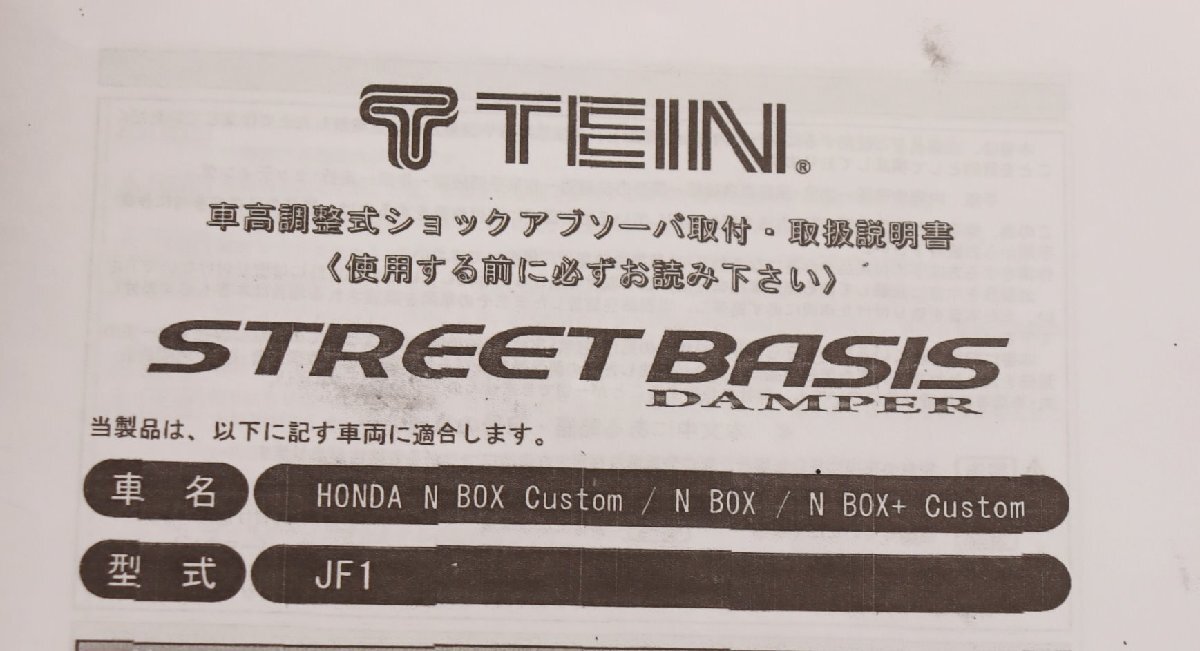 TEIN®
車高調整式ショックアブソーバ取付・取扱説明書
〈使用する前に必ずお読み下さい〉
STREET BASIS
DAMPER
当製品は、以下に記す車両に適合します。
車名 HONDA N BOX Custom / N BOX / N BOX+ Custom
型式 JF1